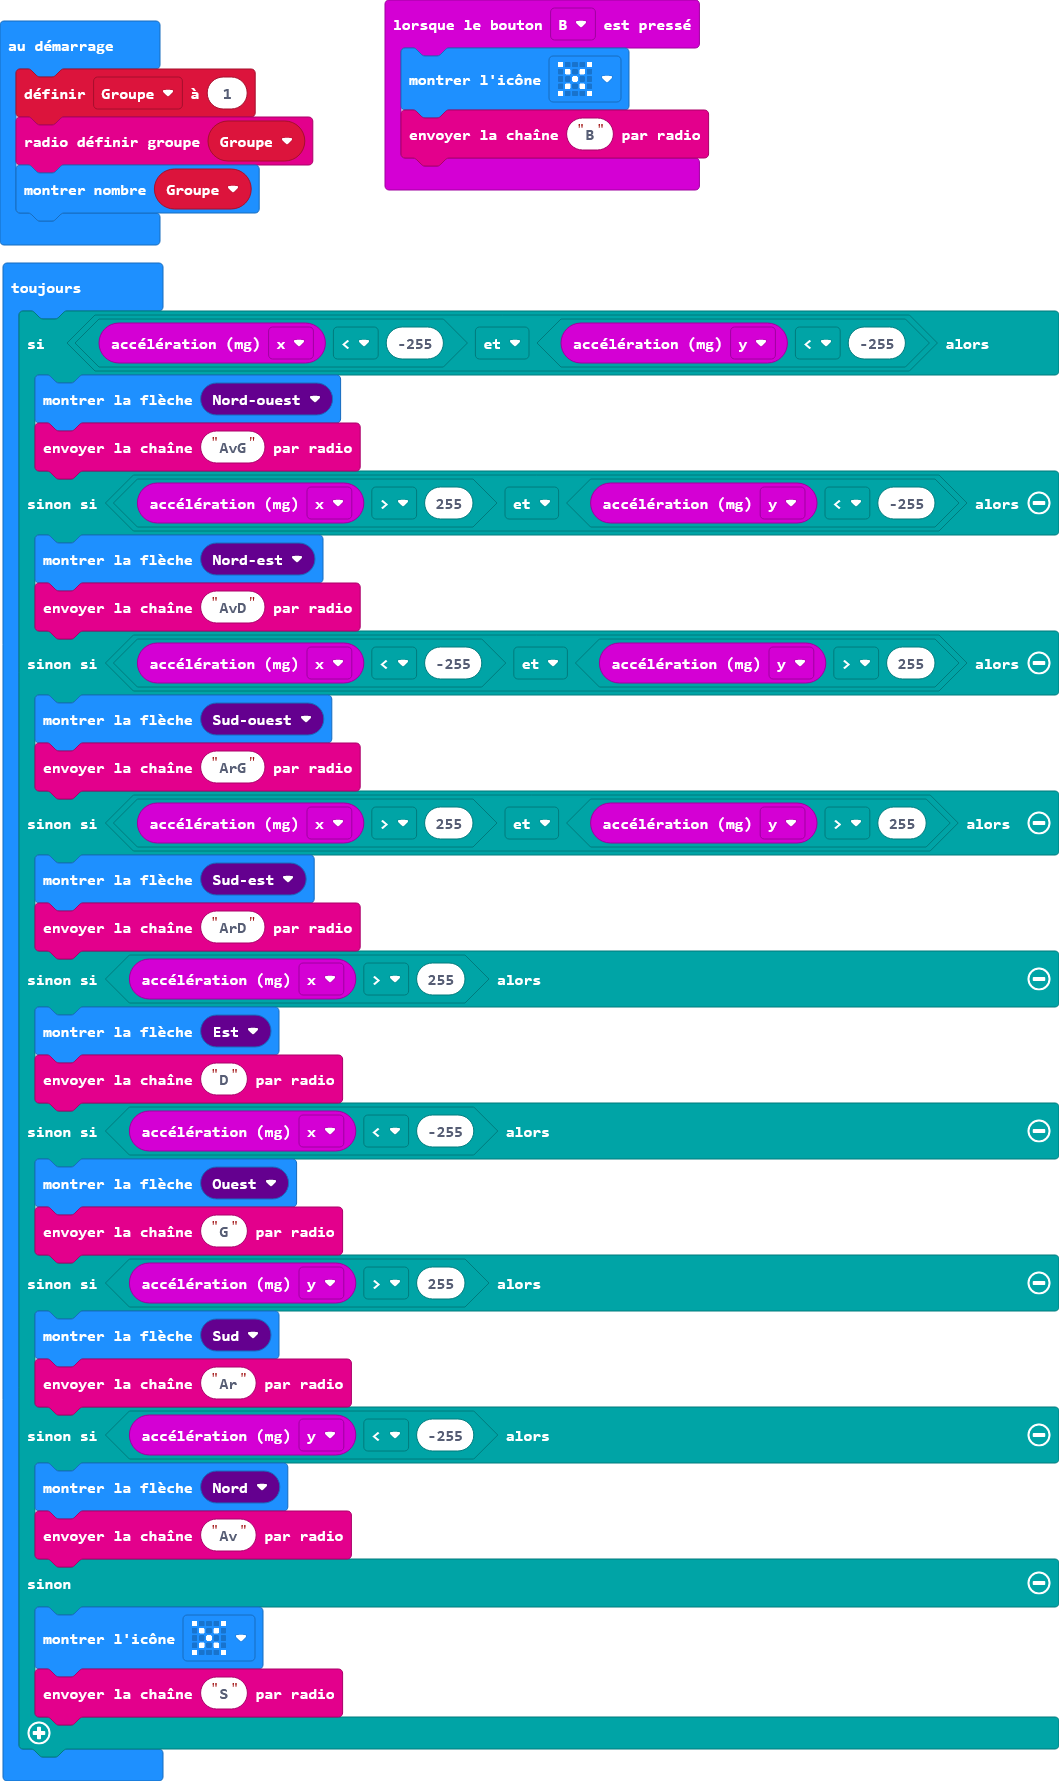 au démarrage
définir Groupe à 1
radio définir groupe Groupe
montrer nombre Groupe
lorsque le bouton B est pressé
montrer l'icône
envoyer la chaîne "B" par radio
toujours
si accélération (mg) x < -255 et accélération (mg) y < -255 alors
montrer la flèche Nord-ouest
envoyer la chaîne "AvG" par radio
sinon si accélération (mg) x > 255 et accélération (mg) y < -255 alors
montrer la flèche Nord-est
envoyer la chaîne "AvD" par radio
sinon si accélération (mg) x < -255 et accélération (mg) y > 255 alors
montrer la flèche Sud-ouest
envoyer la chaîne "ArG" par radio
sinon si accélération (mg) x > 255 et accélération (mg) y > 255 alors
montrer la flèche Sud-est
envoyer la chaîne "ArD" par radio
sinon si accélération (mg) x > 255 alors
montrer la flèche Est
envoyer la chaîne "D" par radio
sinon si accélération (mg) x < -255 alors
montrer la flèche Ouest
envoyer la chaîne "G" par radio
sinon si accélération (mg) y > 255 alors
montrer la flèche Sud
envoyer la chaîne "Ar" par radio
sinon si accélération (mg) y < -255 alors
montrer la flèche Nord
envoyer la chaîne "Av" par radio
sinon
montrer l'icône
envoyer la chaîne "S" par radio